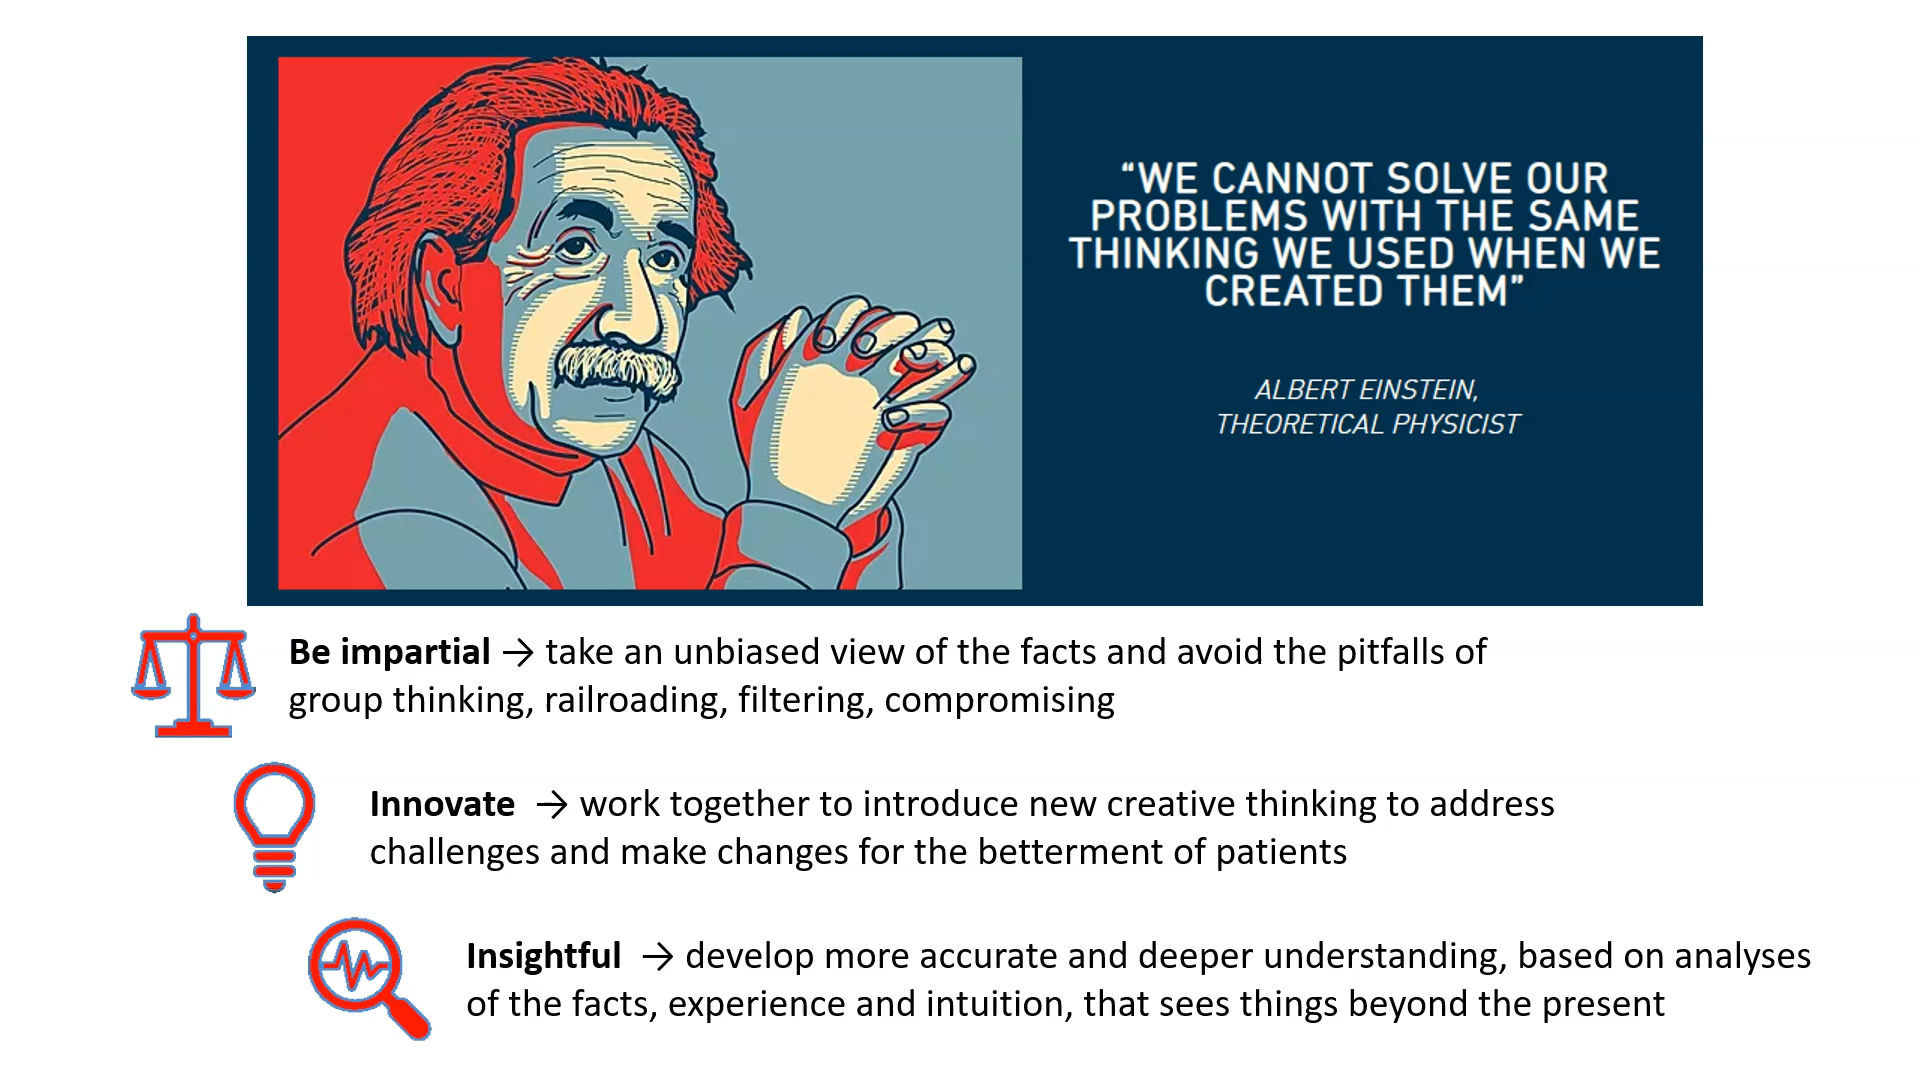 “WE CANNOT SOLVE OUR
PROBLEMS WITH THE SAME
THINKING WE USED WHEN WE
CREATED THEM”
ALBERT EINSTEIN,
THEORETICAL PHYSICIST
Be impartial → take an unbiased view of the facts and avoid the pitfalls of
group thinking, railroading, filtering, compromising
Innovate → work together to introduce new creative thinking to address
challenges and make changes for the betterment of patients
Insightful → develop more accurate and deeper understanding, based on analyses
of the facts, experience and intuition, that sees things beyond the present